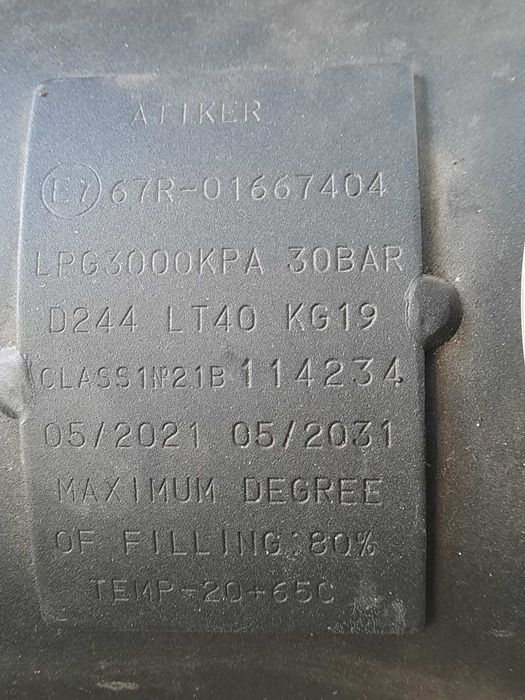 ATIKER
E7 67R-01667404
LPG3000KPA 30BAR
D244 LT40 KG19
CLASS1Nº21B 114234
05/2021 05/2031
MAXIMUM DEGREE
OF FILLING:80%
TEMP-20+65C